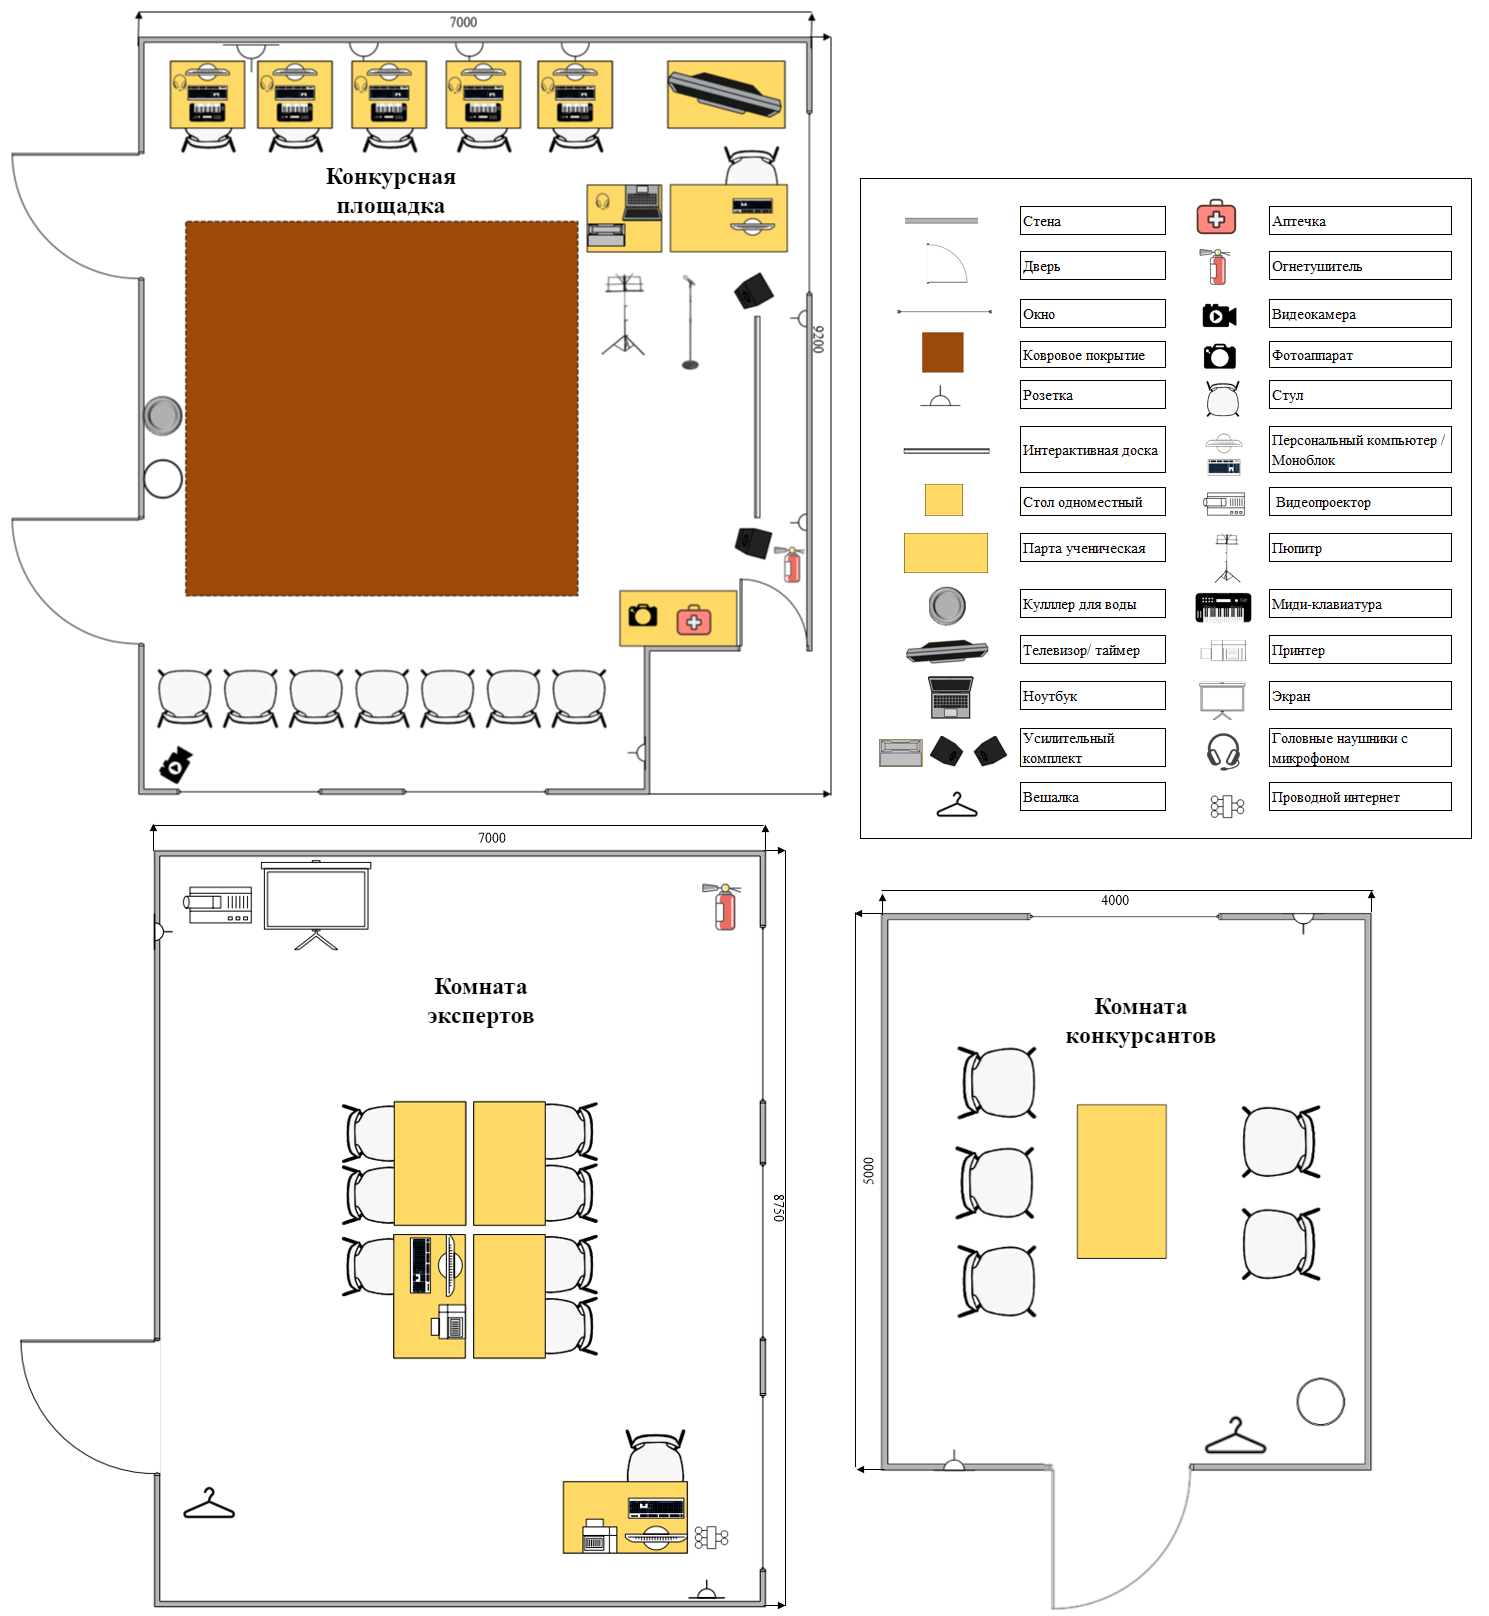 7000
Конкурсная
площадка
9200
Стена
Дверь
Окно
Ковровое покрытие
Розетка
Интерактивная доска
Стол одноместный
Парта ученическая
Кулллер для воды
Телевизор/ таймер
Ноутбук
Усилительный
комплект
Вешалка
Аптечка
Огнетушитель
Видеокамера
Фотоаппарат
Стул
Персональный компьютер /
Моноблок
Видеопроектор
Пюпитр
Миди-клавиатура
Принтер
Экран
Головные наушники с
микрофоном
Проводной интернет
7000
Комната
экспертов
8750
4000
Комната
конкурсантов
5000